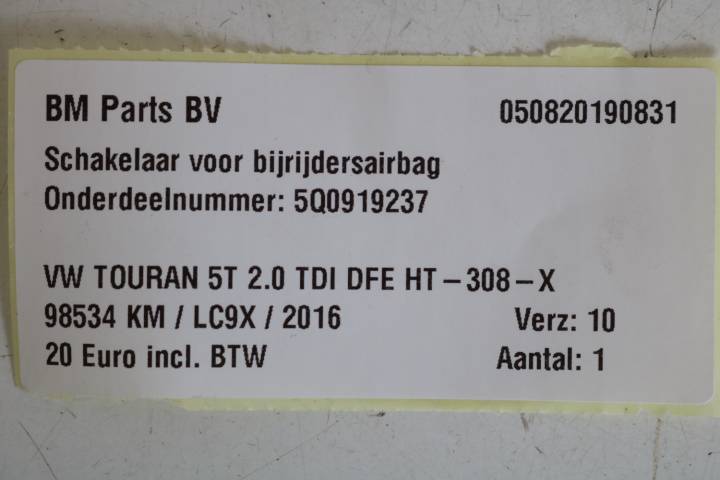 BM Parts BV 050820190831
Schakelaar voor bijrijdersairbag
Onderdeelnummer: 5Q0919237
VW TOURAN 5T 2.0 TDI DFE HT-308-X
98534 KM / LC9X / 2016 Verz: 10
20 Euro incl. BTW Aantal: 1